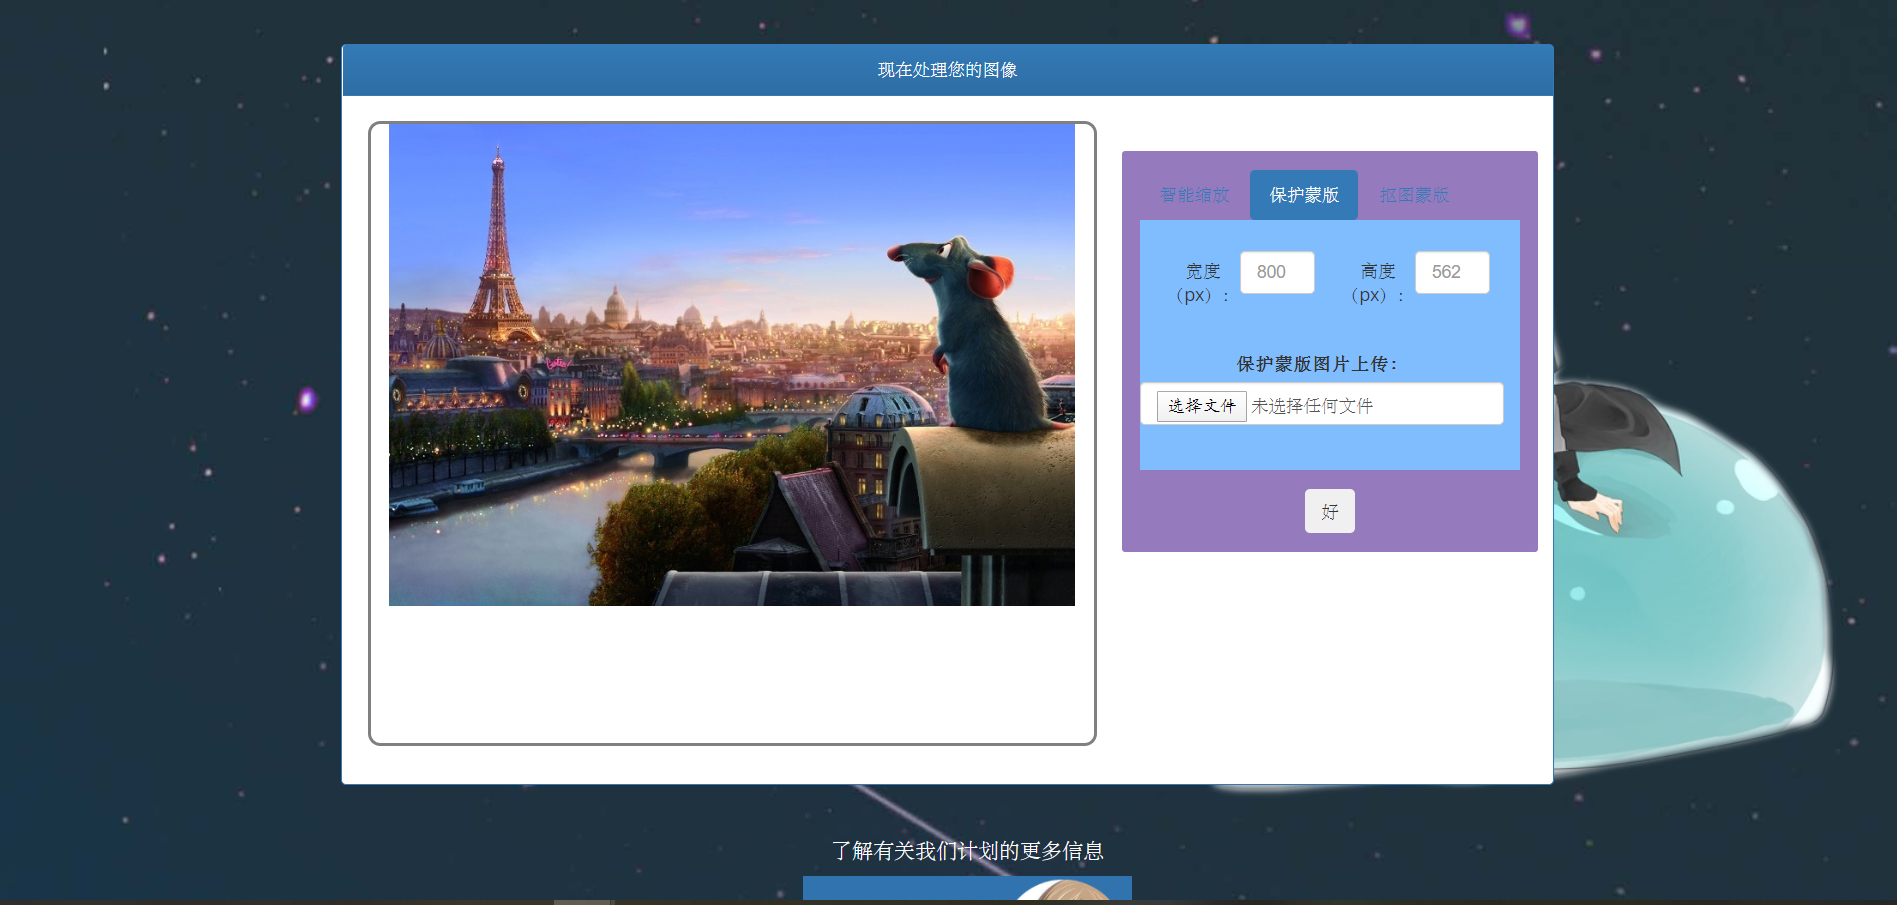 现在处理您的图像
智能缩放 保护蒙版 抠图蒙版
宽度
（px）：
800
高度
（px）：
562
保护蒙版图片上传：
选择文件 未选择任何文件
好
了解有关我们计划的更多信息